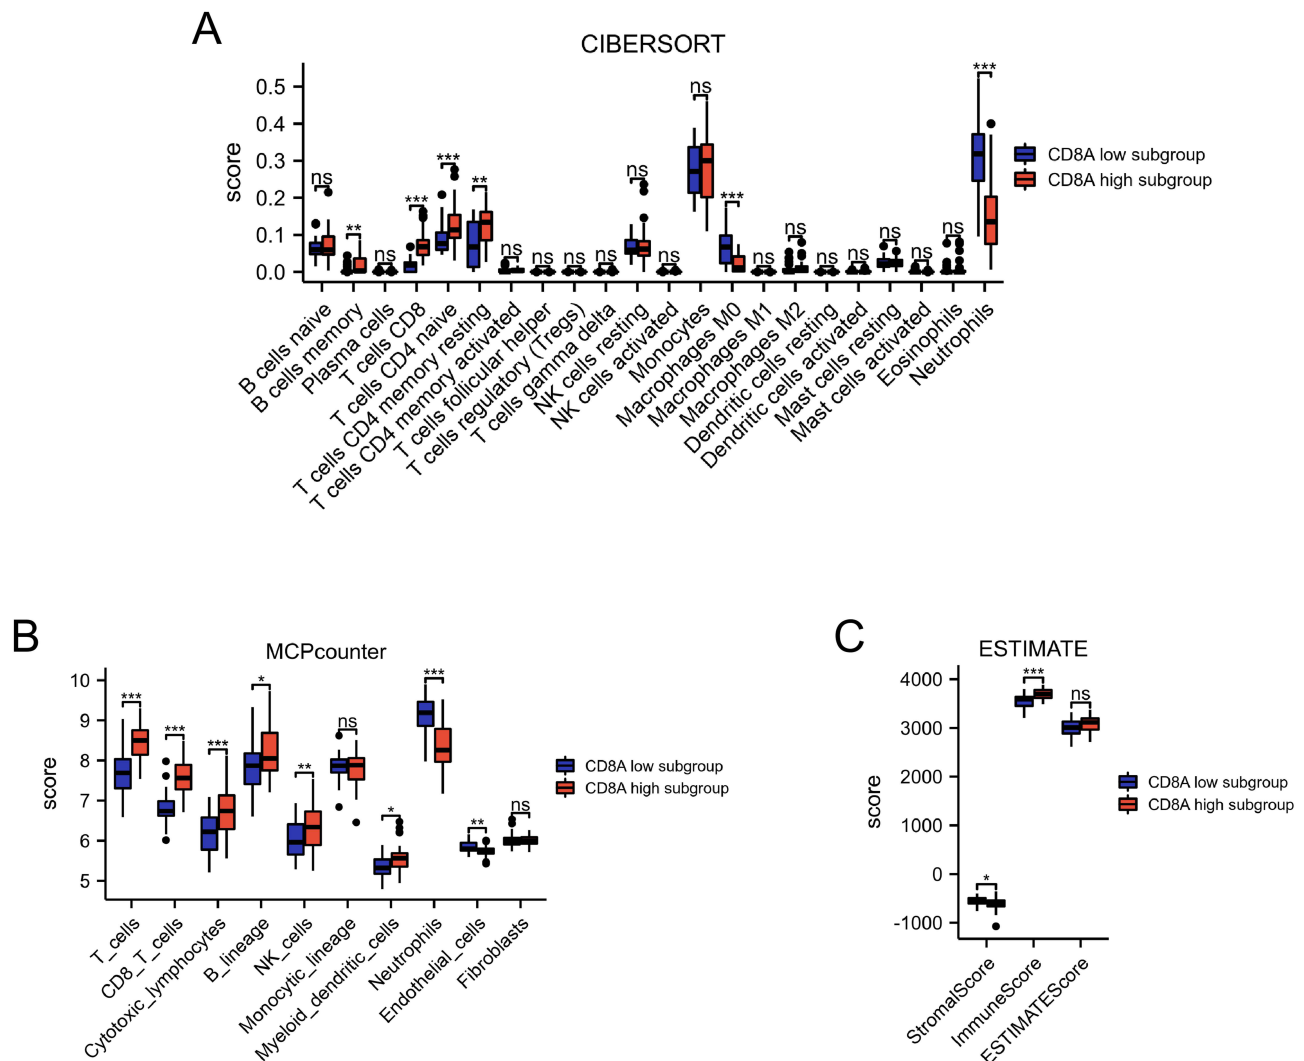 A
CIBERSORT
score
0.5
0.4
0.3
0.2
0.1
0.0
ns
**
ns
***
***
**
ns
ns
ns
ns
ns
ns
ns
***
ns
ns
ns
ns
ns
ns
ns
***
CD8A low subgroup
CD8A high subgroup
B cells naive
B cells memory
Plasma cells
T cells CD8
T cells CD4 naive
T cells CD4 memory resting
T cells CD4 memory activated
T cells follicular helper
T cells regulatory (Tregs)
T cells gamma delta
NK cells resting
NK cells activated
Monocytes
Macrophages M0
Macrophages M1
Macrophages M2
Dendritic cells resting
Dendritic cells activated
Mast cells resting
Mast cells activated
Eosinophils
Neutrophils
B
MCPcounter
score
10
9
8
7
6
5
***
***
***
*
**
ns
*
***
**
ns
CD8A low subgroup
CD8A high subgroup
T_cells
CD8_T_cells
Cytotoxic_lymphocytes
B_lineage
NK_cells
Monocytic_lineage
Myeloid_dendritic_cells
Neutrophils
Endothelial_cells
Fibroblasts
C
ESTIMATE
score
4000
3000
2000
1000
0
-1000
*
***
ns
CD8A low subgroup
CD8A high subgroup
StromalScore
ImmuneScore
ESTIMATEScore